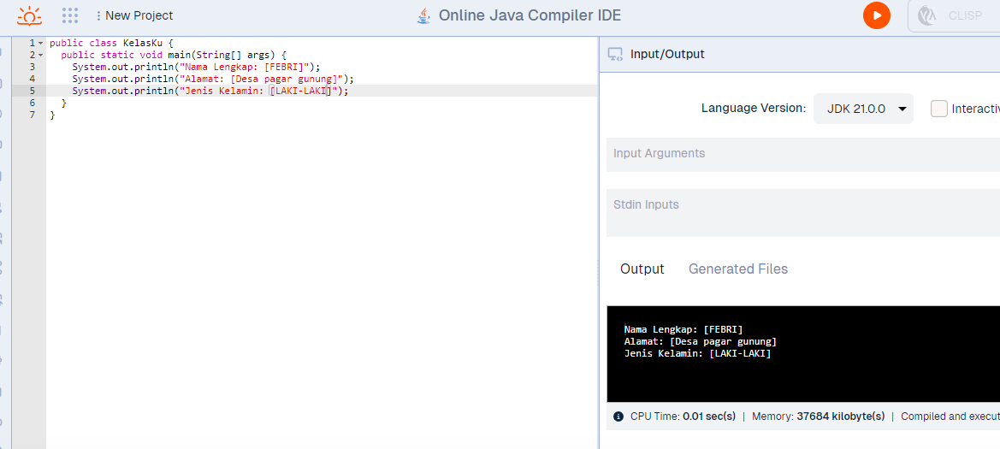 New Project
Online Java Compiler IDE
CLISP
1 public class KelasKu {
2 public static void main(String[] args) {
3 System.out.println("Nama Lengkap: [FEBRI]");
4 System.out.println("Alamat: [Desa pagar gunung]");
5 System.out.println("Jenis Kelamin: [LAKI-LAKI]");
6 }
7 }
Input/Output
Language Version: JDK 21.0.0 Interactiv
Input Arguments
Stdin Inputs
Output Generated Files
Nama Lengkap: [FEBRI]
Alamat: [Desa pagar gunung]
Jenis Kelamin: [LAKI-LAKI]
CPU Time: 0.01 sec(s) | Memory: 37684 kilobyte(s) | Compiled and execut